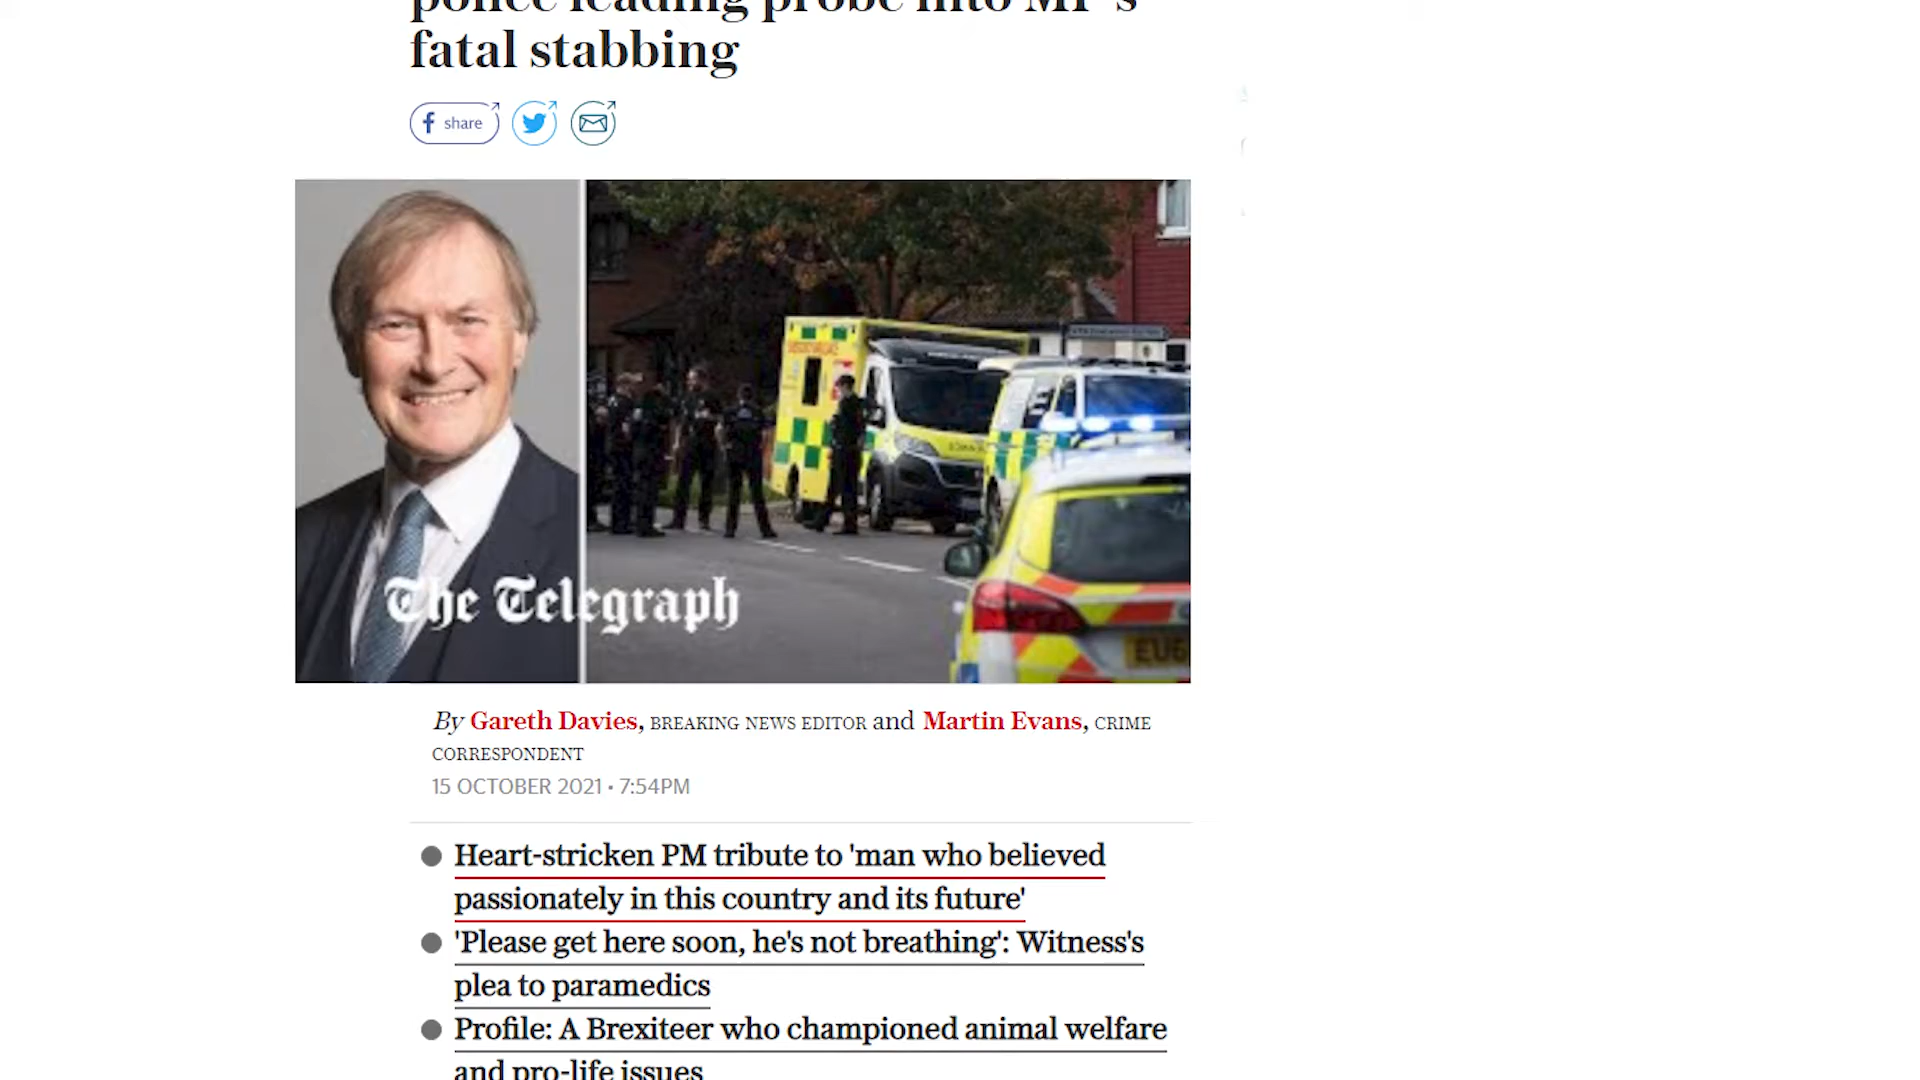 police leading probe into MP's
fatal stabbing
share
The Telegraph
EU6
By Gareth Davies, BREAKING NEWS EDITOR and Martin Evans, CRIME
CORRESPONDENT
15 OCTOBER 2021 • 7:54PM
Heart-stricken PM tribute to 'man who believed
passionately in this country and its future'
'Please get here soon, he's not breathing': Witness's
plea to paramedics
Profile: A Brexiteer who championed animal welfare
and pro-life issues